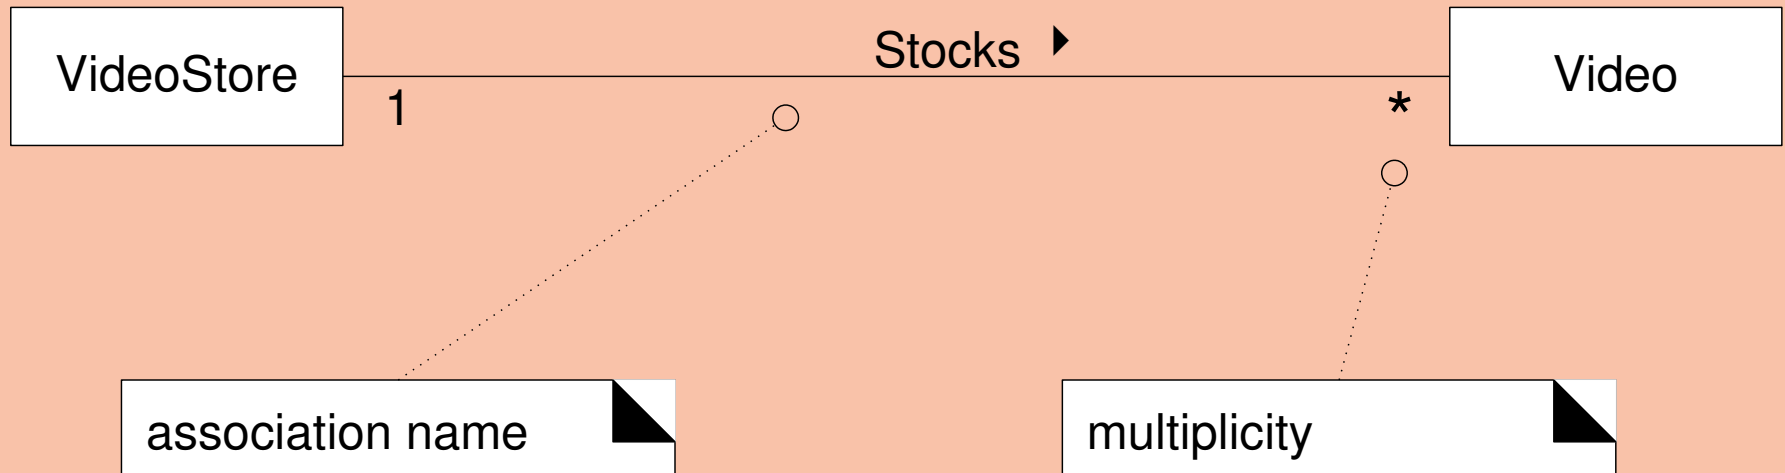 Stocks
VideoStore
Video
1
*
association name
multiplicity